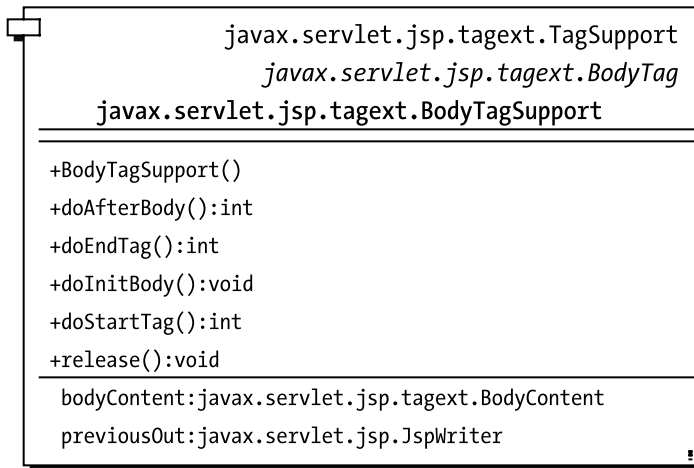 javax.servlet.jsp.tagext.TagSupport
javax.servlet.jsp.tagext.BodyTag
javax.servlet.jsp.tagext.BodyTagSupport
+BodyTagSupport()
+doAfterBody():int
+doEndTag():int
+doInitBody():void
+doStartTag():int
+release():void
bodyContent:javax.servlet.jsp.tagext.BodyContent
previousOut:javax.servlet.jsp.JspWriter